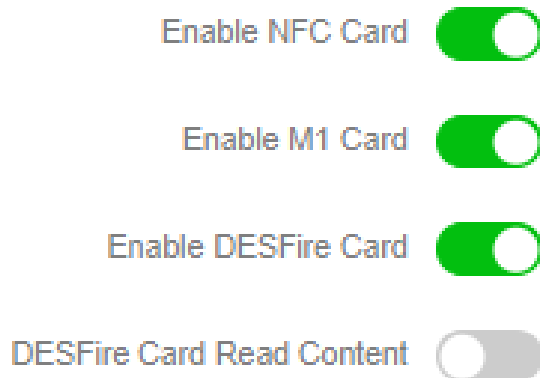 Enable NFC Card
Enable M1 Card
Enable DESFire Card
DESFire Card Read Content